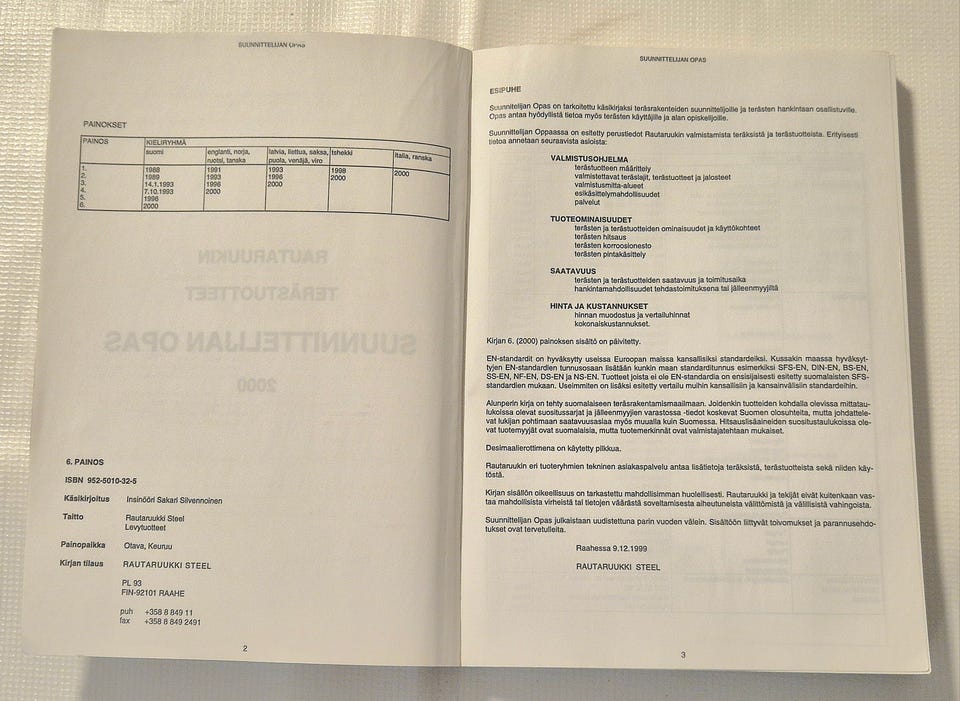 SUUNNITTELIJAN OPAS
PAINOKSET
PAINOS KIELIRYHMÄ
suomi englanti, norja, latvia, liettua, saksa, tshekki italia, ranska
ruotsi, tanska puola, venäjä, viro
1. 1988 1991 1993 1998 2000
2. 1989 1993 1996 2000
3. 14.1.1993 1996 2000
4. 7.10.1993 2000
5. 1996
6. 2000
RAUTARUUKIN
TERÄSTUOTTEET
SUUNNITTELIJAN OPAS
2000
6. PAINOS
ISBN 952-5010-32-5
Käsikirjoitus Insinööri Sakari Silvennoinen
Taitto Rautaruukki Steel
Levytuotteet
Painopaikka Otava, Keuruu
Kirjan tilaus RAUTARUUKKI STEEL
PL 93
FIN-92101 RAAHE
puh +358 8 849 11
fax +358 8 849 2491
2
SUUNNITTELIJAN OPAS
ESIPUHE
Suunnittelijan Opas on tarkoitettu käsikirjaksi teräsrakenteiden suunnittelijoille ja terästen hankintaan osallistuville.
Opas antaa hyödyllistä tietoa myös terästen käyttäjille ja alan opiskelijoille.
Suunnittelijan Oppaassa on esitetty perustiedot Rautaruukin valmistamista teräksistä ja terästuotteista. Erityisesti
tietoa annetaan seuraavista asioista:
VALMISTUSOHJELMA
terästuotteen määrittely
valmistettavat teräslajit, terästuotteet ja jalosteet
valmistusmitta-alueet
esikäsittelymahdollisuudet
palvelut
TUOTEOMINAISUUDET
terästen ja terästuotteiden ominaisuudet ja käyttökohteet
terästen hitsaus
terästen korroosionesto
terästen pintakäsittely
SAATAVUUS
terästen ja terästuotteiden saatavuus ja toimitusaika
hankintamahdollisuudet tehdastoimituksena tai jälleenmyyjiltä
HINTA JA KUSTANNUKSET
hinnan muodostus ja vertailuhinnat
kokonaiskustannukset.
Kirjan 6. (2000) painoksen sisältö on päivitetty.
EN-standardit on hyväksytty useissa Euroopan maissa kansallisiksi standardeiksi. Kussakin maassa hyväksyt-
tyjen EN-standardien tunnusosaan lisätään kunkin maan standarditunnus esimerkiksi SFS-EN, DIN-EN, BS-EN,
SS-EN, NF-EN, DS-EN ja NS-EN. Tuotteet joista ei ole EN-standardia on ensisijaisesti esitetty suomalaisten SFS-
standardien mukaan. Useimmiten on lisäksi esitetty vertailu muihin kansallisiin ja kansainvälisiin standardeihin.
Alunperin kirja on tehty suomalaiseen teräsrakentamismaailmaan. Joidenkin tuotteiden kohdalla olevissa mittatau-
lukoissa olevat suositussarjat ja jälleenmyyjien varastossa -tiedot koskevat Suomen olosuhteita, mutta johdattele-
vat lukijan pohtimaan saatavuusasiaa myös muualla kuin Suomessa. Hitsauslisäaineiden suositustaulukoissa ole-
vat tuotemyyjät ovat suomalaisia, mutta tuotemerkinnät ovat valmistajatehtaan mukaiset.
Desimaalierottimena on käytetty pilkkua.
Rautaruukin eri tuoteryhmien tekninen asiakaspalvelu antaa lisätietoja teräksistä, terästuotteista sekä niiden käy-
töstä.
Kirjan sisällön oikeellisuus on tarkastettu mahdollisimman huolellisesti. Rautaruukki ja tekijät eivät kuitenkaan vas-
taa mahdollisista virheistä tai tietojen väärästä soveltamisesta aiheutuneista välittömistä ja välillisistä vahingoista.
Suunnittelijan Opas julkaistaan uudistettuna parin vuoden välein. Sisältöön liittyvät toivomukset ja parannusehdo-
tukset ovat tervetulleita.
Raahessa 9.12.1999
RAUTARUUKKI STEEL
3